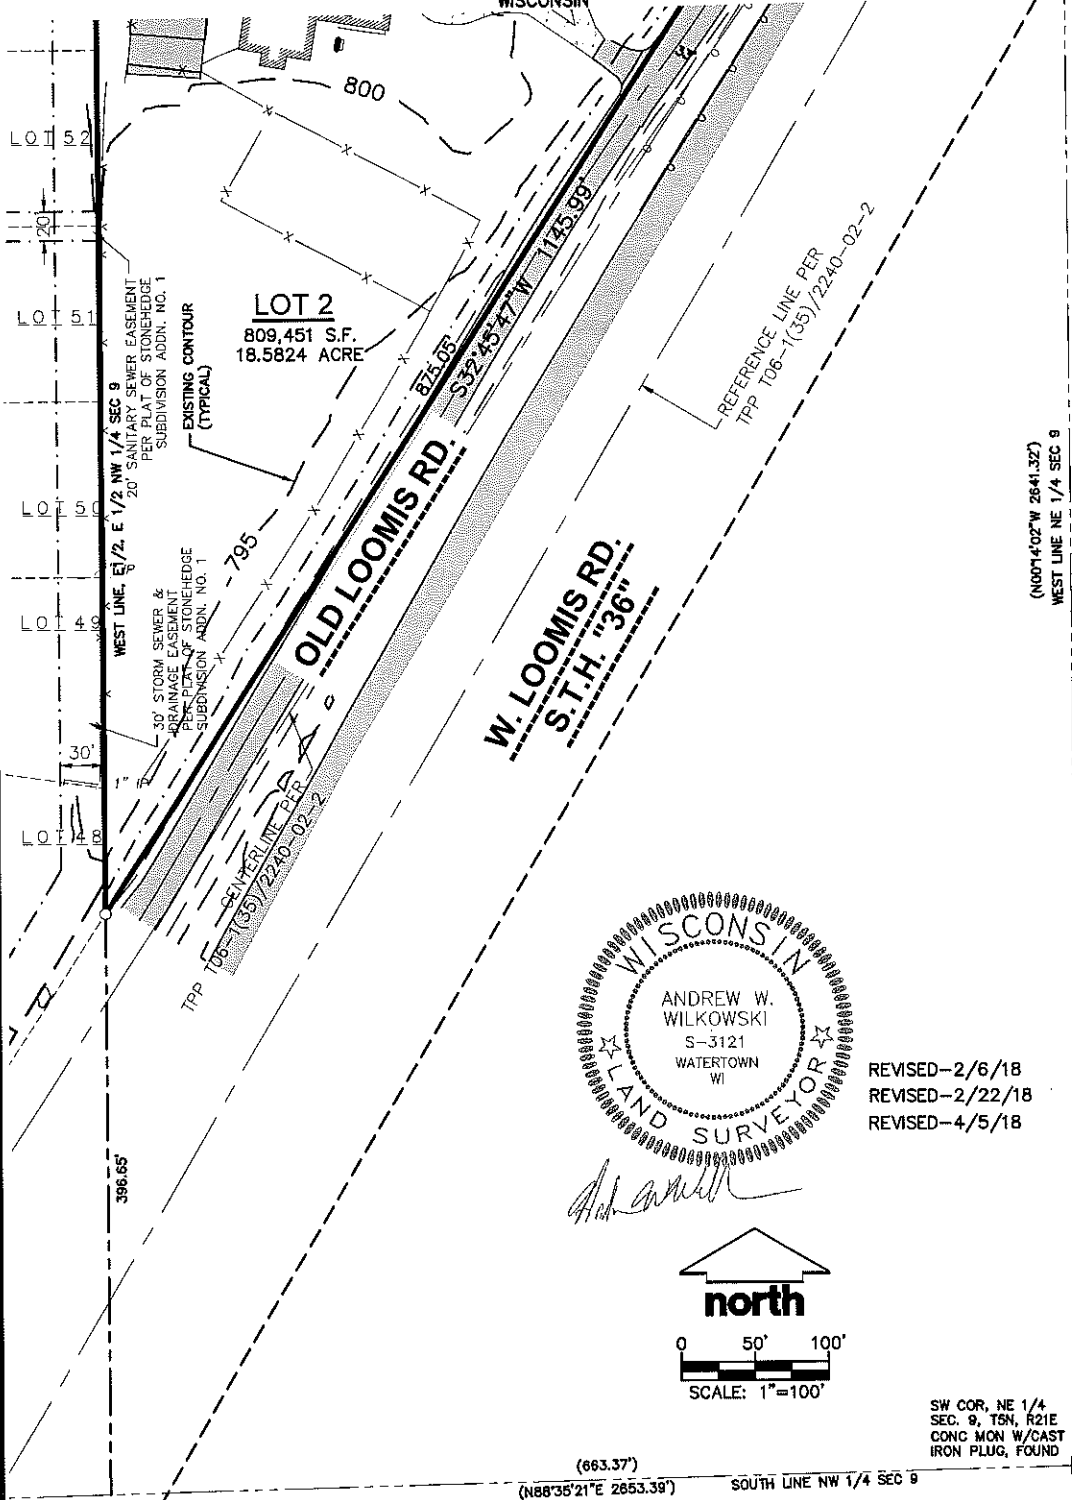 WISCONSIN
800
LOT 52
20'
LOT 51
LOT 50
LOT 49
LOT 48
30'
1"
20' SANITARY SEWER EASEMENT
PER PLAT OF STONEHEDGE
SUBDIVISION ADDN. NO. 1
WEST LINE, E1/2, E 1/2 NW 1/4 SEC 9
EXISTING CONTOUR
(TYPICAL)
LOT 2
809,451 S.F.
18.5824 ACRE
795
30' STORM SEWER &
DRAINAGE EASEMENT
PER PLAT OF STONEHEDGE
SUBDIVISION ADDN. NO. 1
875.05'
S32°45'47"W 1145.99'
OLD LOOMIS RD.
REFERENCE LINE PER
TPP T06-1(35)/2240-02-2
W. LOOMIS RD.
S.T.H. "36"
(N00°14'02"W 2641.32')
WEST LINE NE 1/4 SEC 9
CENTERLINE PER
TPP T06-1(35)/2240-02-2
WISCONSIN
ANDREW W.
WILKOWSKI
S-3121
WATERTOWN
WI
LAND SURVEYOR
REVISED-2/6/18
REVISED-2/22/18
REVISED-4/5/18
396.65'
north
0 50' 100'
SCALE: 1"=100'
SW COR, NE 1/4
SEC. 9, T5N, R21E
CONC MON W/CAST
IRON PLUG, FOUND
(663.37')
(N88°35'21"E 2653.39')
SOUTH LINE NW 1/4 SEC 9